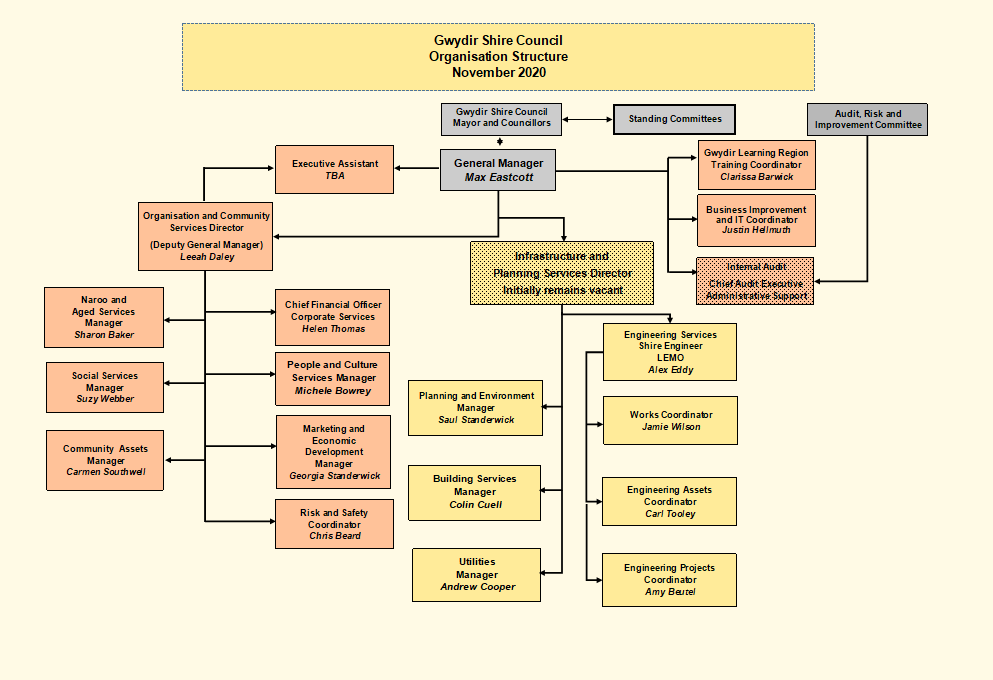 Gwydir Shire Council
Organisation Structure
November 2020
Gwydir Shire Council
Mayor and Councillors
Standing Committees
Audit, Risk and
Improvement Committee
Executive Assistant
TBA
General Manager
Max Eastcott
Gwydir Learning Region
Training Coordinator
Clarissa Barwick
Organisation and Community
Services Director
(Deputy General Manager)
Leeah Daley
Business Improvement
and IT Coordinator
Justin Hellmuth
Infrastructure and
Planning Services Director
Initially remains vacant
Internal Audit
Chief Audit Executive
Administrative Support
Naroo and
Aged Services
Manager
Sharon Baker
Chief Financial Officer
Corporate Services
Helen Thomas
Engineering Services
Shire Engineer
LEMO
Alex Eddy
Social Services
Manager
Suzy Webber
People and Culture
Services Manager
Michele Bowrey
Planning and Environment
Manager
Saul Standerwick
Works Coordinator
Jamie Wilson
Community Assets
Manager
Carmen Southwell
Marketing and
Economic
Development
Manager
Georgia Standerwick
Building Services
Manager
Colin Cuell
Engineering Assets
Coordinator
Carl Tooley
Risk and Safety
Coordinator
Chris Beard
Utilities
Manager
Andrew Cooper
Engineering Projects
Coordinator
Amy Beutel